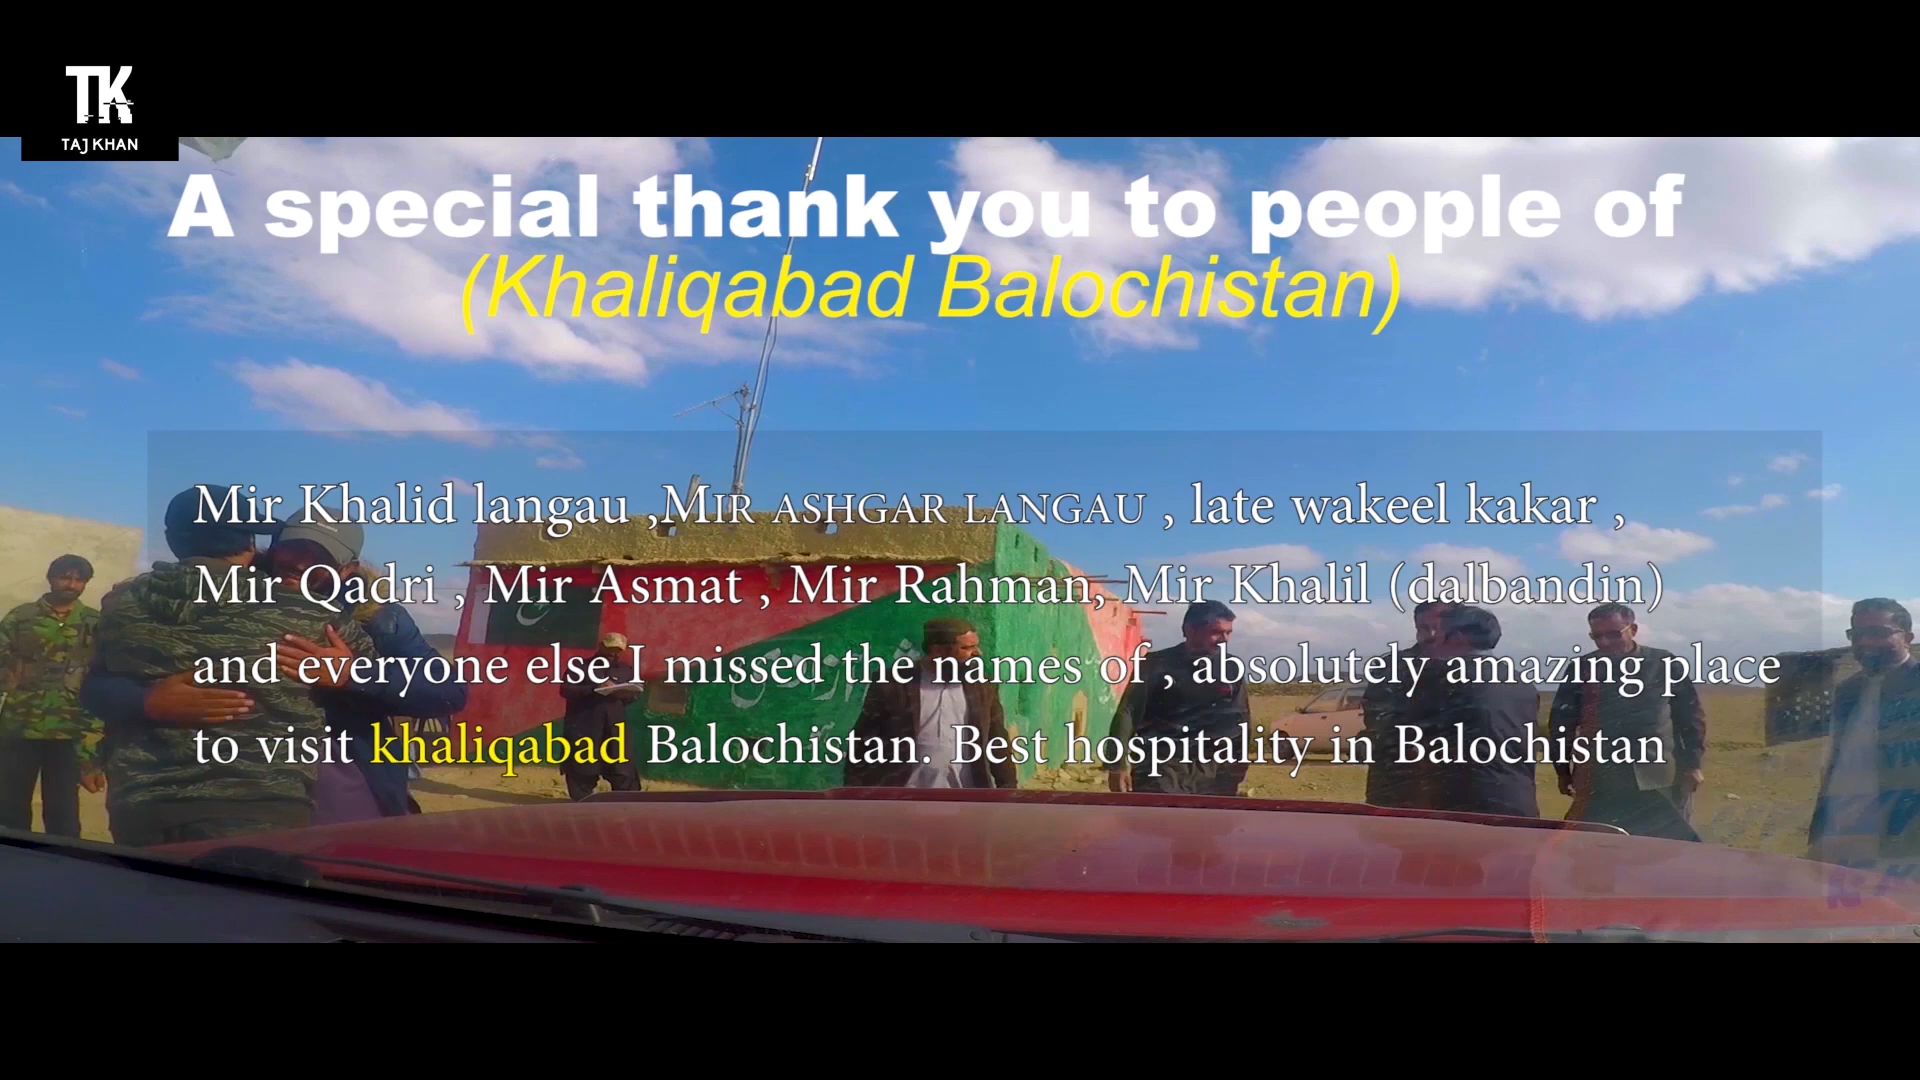 TK
TAJ KHAN
A special thank you to people of
(Khaliqabad Balochistan)
Mir Khalid langau ,MIR ASHGAR LANGAU , late wakeel kakar ,
Mir Qadri , Mir Asmat , Mir Rahman, Mir Khalil (dalbandin)
and everyone else I missed the names of , absolutely amazing place
to visit khaliqabad Balochistan. Best hospitality in Balochistan